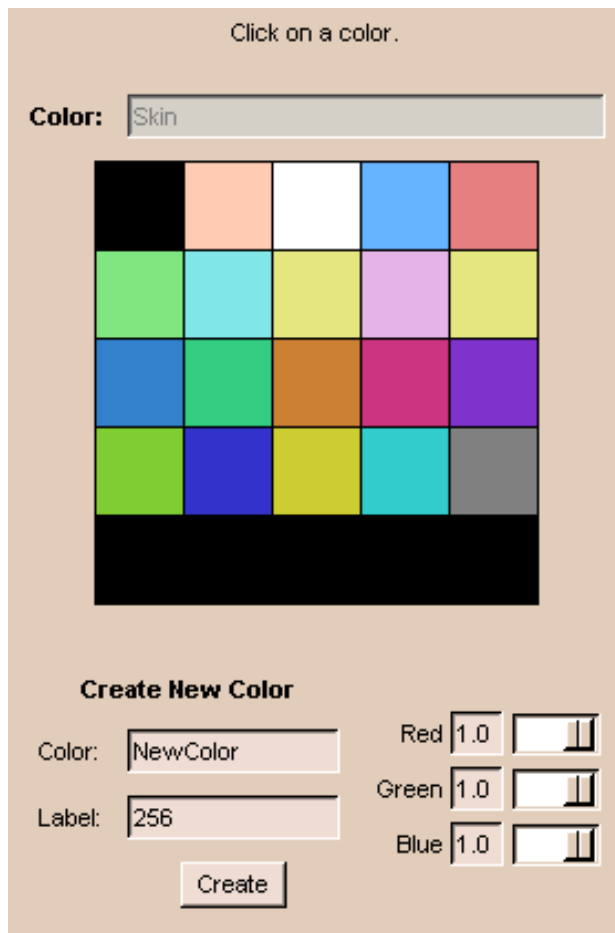 Click on a color.
Color: Skin
Create New Color
Color: NewColor
Label: 256
Create
Red 1.0
Green 1.0
Blue 1.0